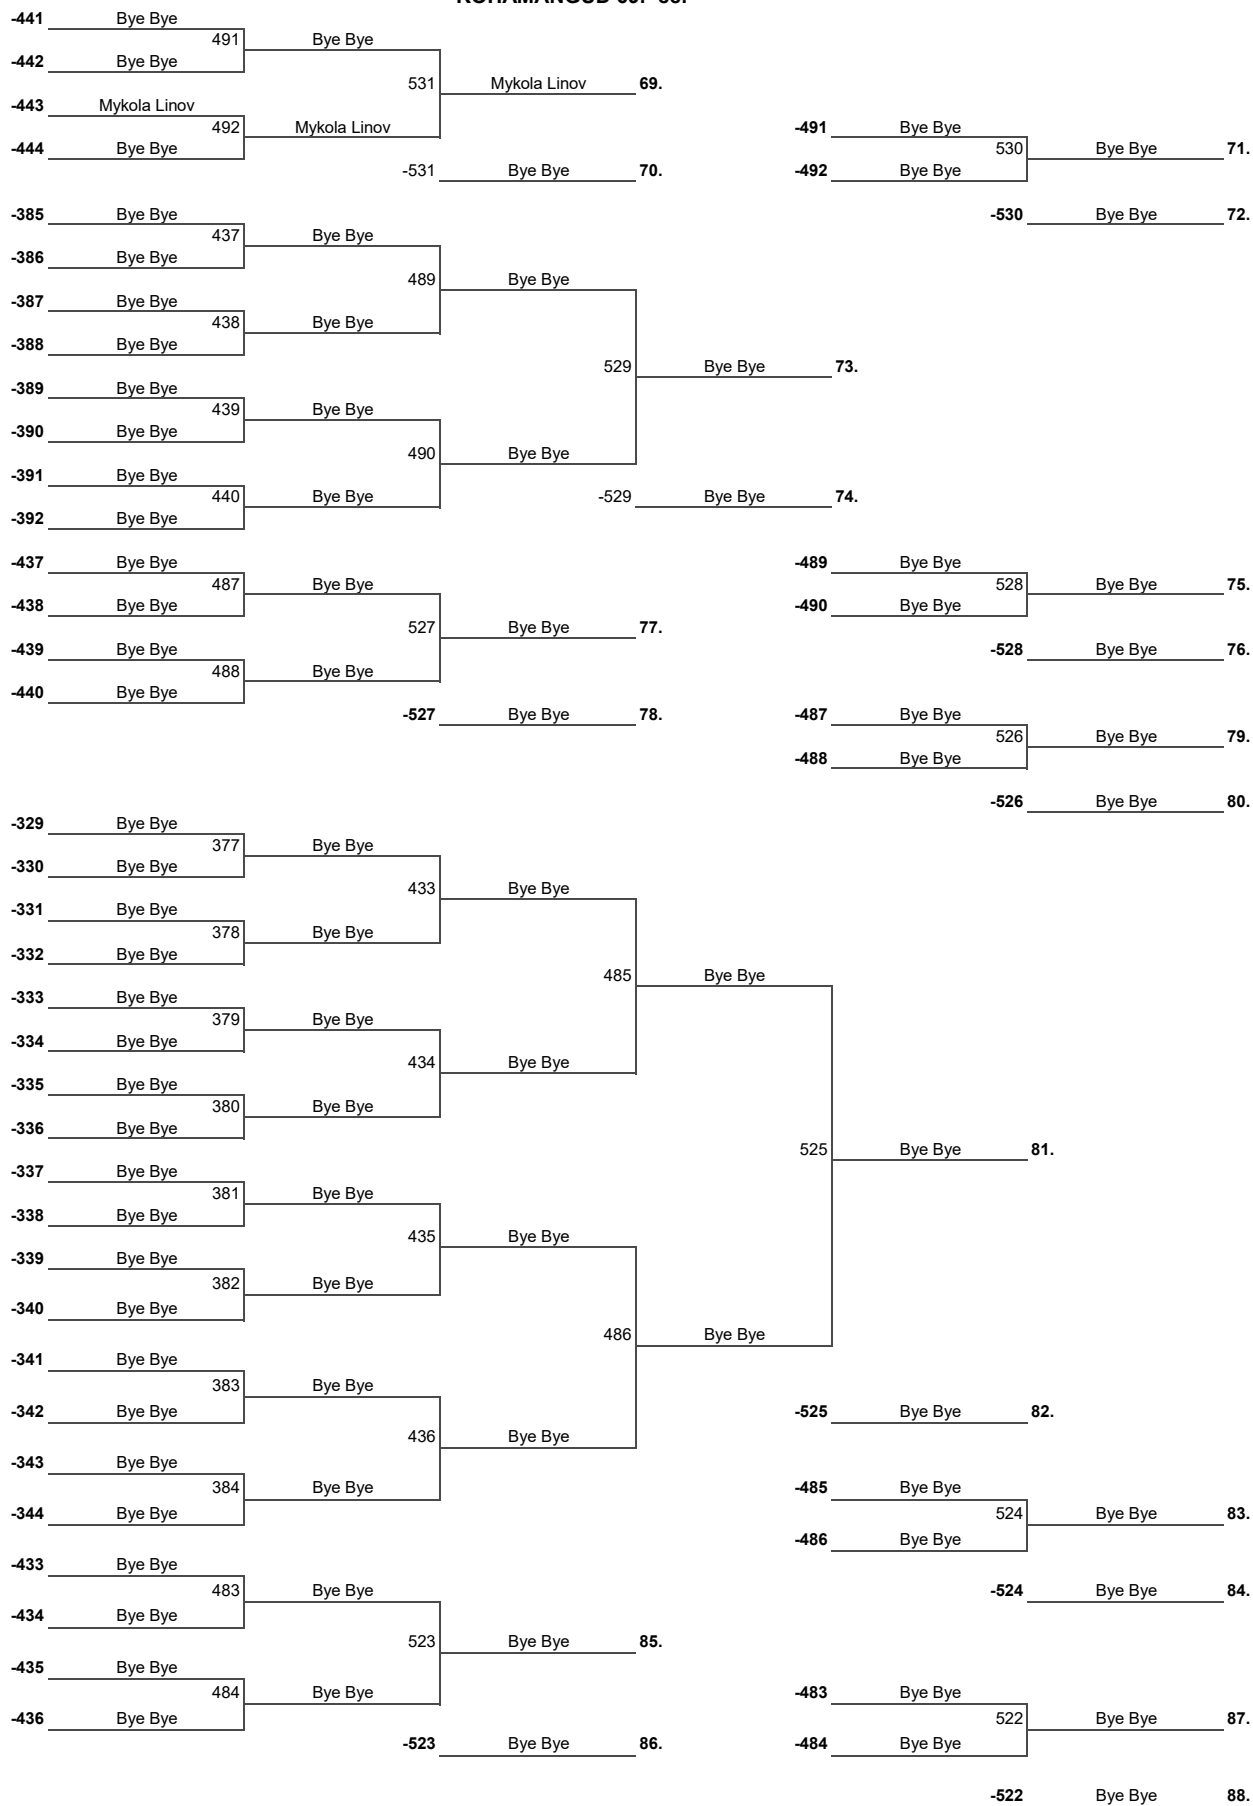 KOHAMÄNGUD 69.-88.
-441 Bye Bye
491 Bye Bye
-442 Bye Bye
531 Mykola Linov 69.
-443 Mykola Linov
492 Mykola Linov -491 Bye Bye
-444 Bye Bye 530 Bye Bye 71.
-531 Bye Bye 70. -492 Bye Bye
-385 Bye Bye -530 Bye Bye 72.
437 Bye Bye
-386 Bye Bye
489 Bye Bye
-387 Bye Bye
438 Bye Bye
-388 Bye Bye
529 Bye Bye 73.
-389 Bye Bye
439 Bye Bye
-390 Bye Bye
490 Bye Bye
-391 Bye Bye
440 Bye Bye -529 Bye Bye 74.
-392 Bye Bye
-437 Bye Bye -489 Bye Bye
487 Bye Bye 528 Bye Bye 75.
-438 Bye Bye -490 Bye Bye
527 Bye Bye 77.
-439 Bye Bye -528 Bye Bye 76.
488 Bye Bye
-440 Bye Bye
-527 Bye Bye 78. -487 Bye Bye
526 Bye Bye 79.
-488 Bye Bye
-526 Bye Bye 80.
-329 Bye Bye
377 Bye Bye
-330 Bye Bye
433 Bye Bye
-331 Bye Bye
378 Bye Bye
-332 Bye Bye
485 Bye Bye
-333 Bye Bye
379 Bye Bye
-334 Bye Bye
434 Bye Bye
-335 Bye Bye
380 Bye Bye
-336 Bye Bye
525 Bye Bye 81.
-337 Bye Bye
381 Bye Bye
-338 Bye Bye
435 Bye Bye
-339 Bye Bye
382 Bye Bye
-340 Bye Bye
486 Bye Bye
-341 Bye Bye
383 Bye Bye
-342 Bye Bye -525 Bye Bye 82.
436 Bye Bye
-343 Bye Bye
384 Bye Bye -485 Bye Bye
-344 Bye Bye 524 Bye Bye 83.
-486 Bye Bye
-433 Bye Bye
483 Bye Bye -524 Bye Bye 84.
-434 Bye Bye
523 Bye Bye 85.
-435 Bye Bye
484 Bye Bye -483 Bye Bye
-436 Bye Bye 522 Bye Bye 87.
-523 Bye Bye 86. -484 Bye Bye
-522 Bye Bye 88.